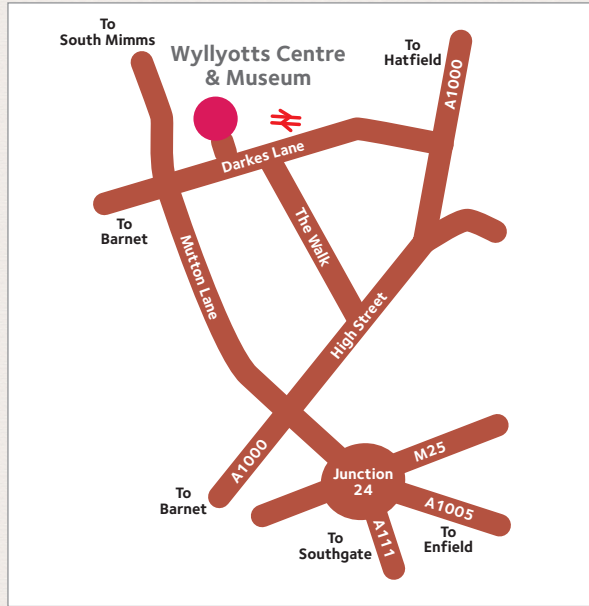 To
South Mimms
Wyllyotts Centre
& Museum
To
Hatfield
A1000
Darkes Lane
To
Barnet
The Walk
Mutton Lane
High Street
A1000
To
Barnet
M25
Junction
24
A1005
To
Enfield
A111
To
Southgate